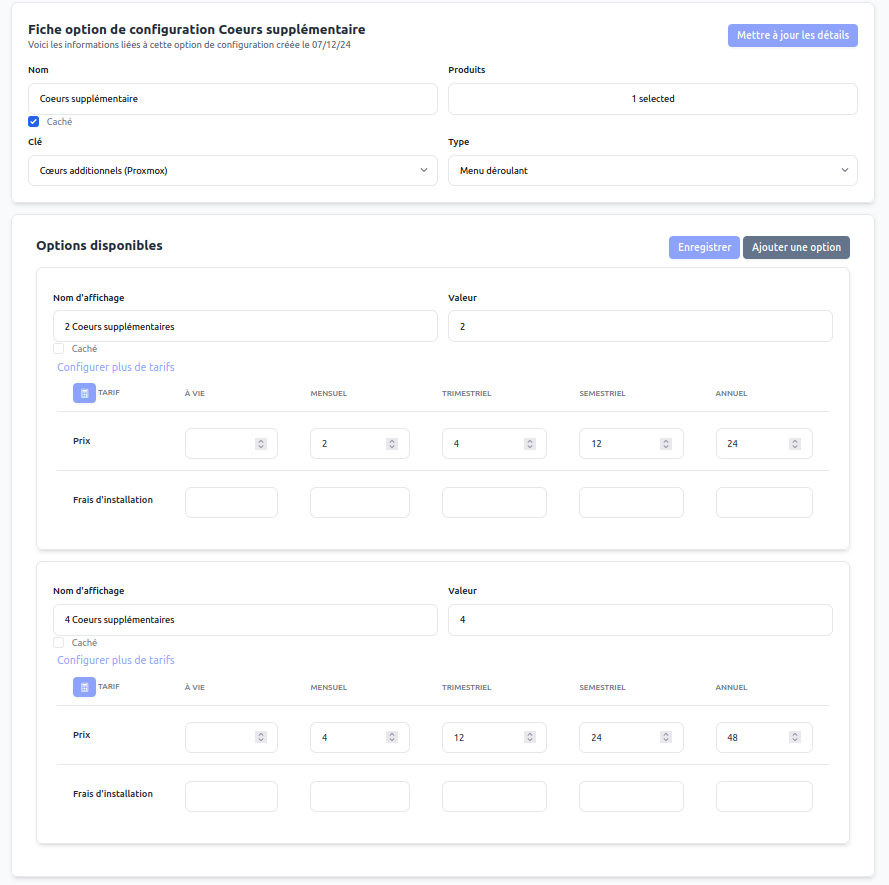 Fiche option de configuration Coeurs supplémentaire
Voici les informations liées à cette option de configuration créée le 07/12/24
Mettre à jour les détails
Nom
Produits
Coeurs supplémentaire
1 selected
Caché
Clé
Type
Cœurs additionnels (Proxmox)
Menu déroulant
Options disponibles
Enregistrer
Ajouter une option
Nom d'affichage
Valeur
2 Coeurs supplémentaires
2
Caché
Configurer plus de tarifs
TARIF À VIE MENSUEL TRIMESTRIEL SEMESTRIEL ANNUEL
Prix 2 4 12 24
Frais d'installation
Nom d'affichage
Valeur
4 Coeurs supplémentaires
4
Caché
Configurer plus de tarifs
TARIF À VIE MENSUEL TRIMESTRIEL SEMESTRIEL ANNUEL
Prix 4 12 24 48
Frais d'installation